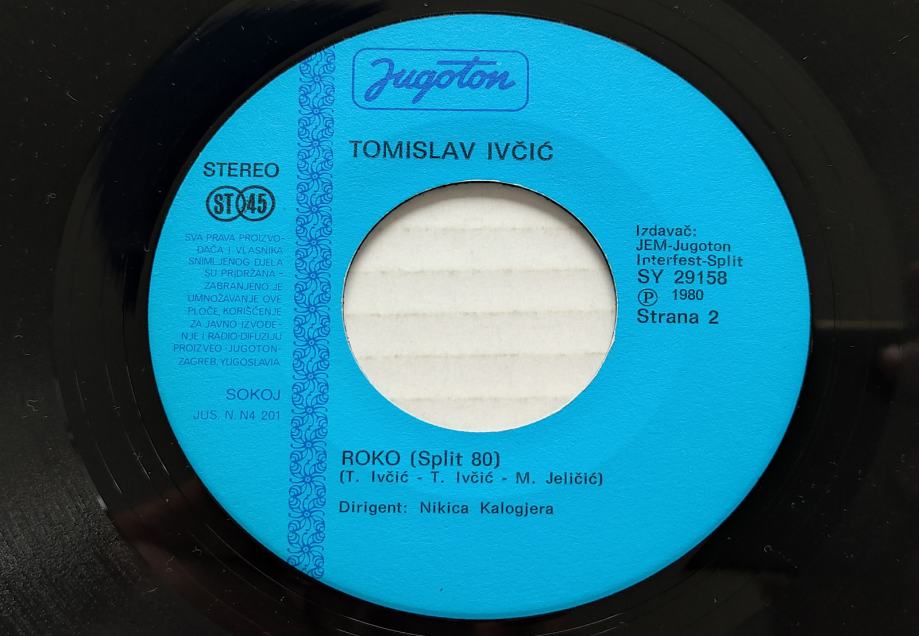 Jugoton
TOMISLAV IVČIĆ
STEREO
ST 45
SVA PRAVA PROIZVO-
ĐAČA I VLASNIKA
SNIMLJENOG DJELA
SU PRIDRŽANA -
ZABRANJENO JE
UMNOŽAVANJE OVE
PLOČE, KORIŠĆENJE
ZA JAVNO IZVOĐE-
NJE I RADIO-DIFUZIJU
PROIZVEO -JUGOTON-
ZAGREB, YUGOSLAVIA
SOKOJ
JUS. N. N4 201
Izdavač:
JEM-Jugoton
Interfest-Split
SY 29158
Ⓟ 1980
Strana 2
ROKO (Split 80)
(T. Ivčić - T. Ivčić - M. Jeličić)
Dirigent: Nikica Kalogjera